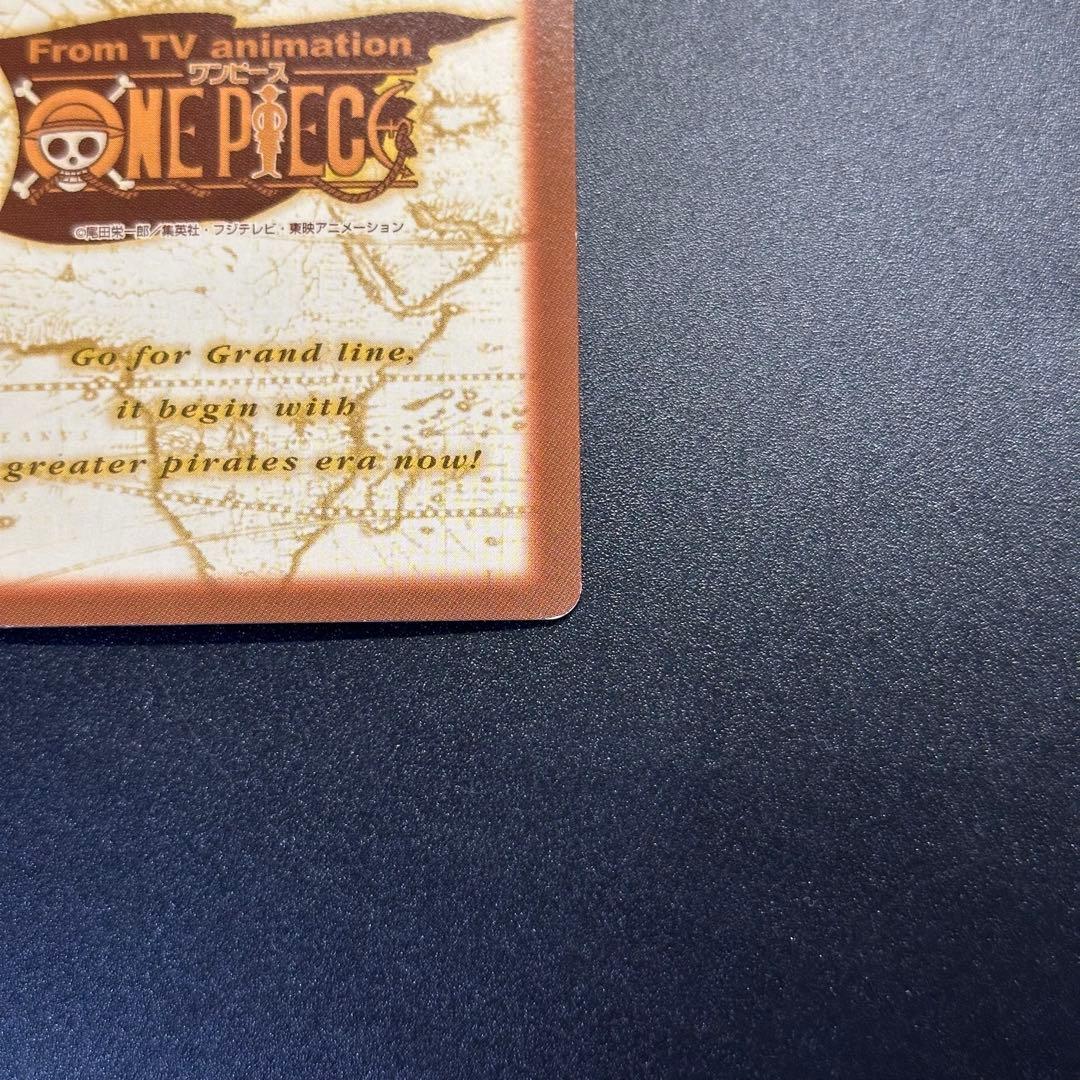 From TV animation
ワンピース
ONE PIECE
©尾田栄一郎／集英社・フジテレビ・東映アニメーション
Go for Grand line,
it begin with
greater pirates era now!